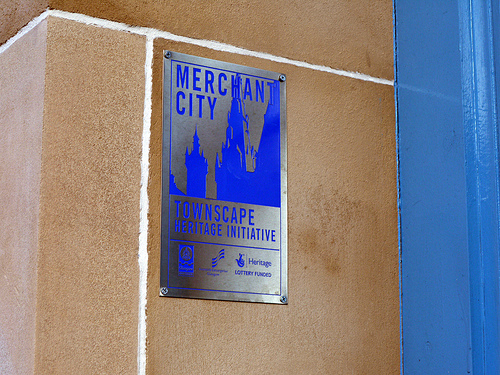 MERCHANT
CITY
TOWNSCAPE
HERITAGE INITIATIVE
Heritage
LOTTERY FUNDED